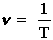 𝝂 = 1/T